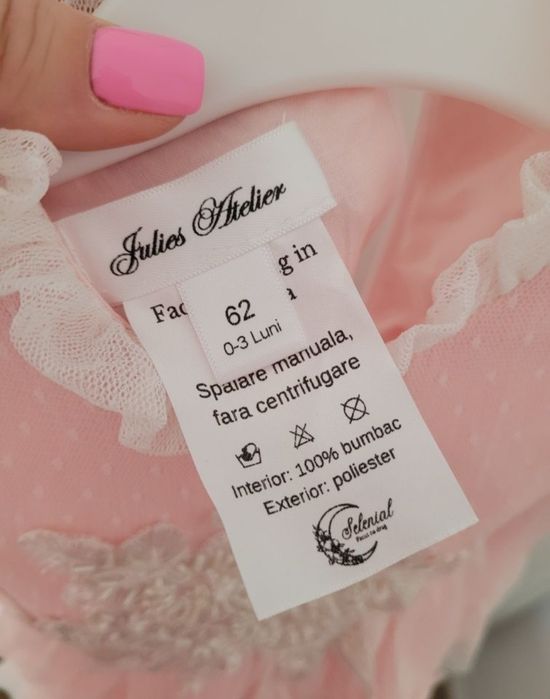 Julies Atelier
62
0-3 Luni
Spalare manuala,
fara centrifugare
Interior: 100% bumbac
Exterior: poliester
Selenial